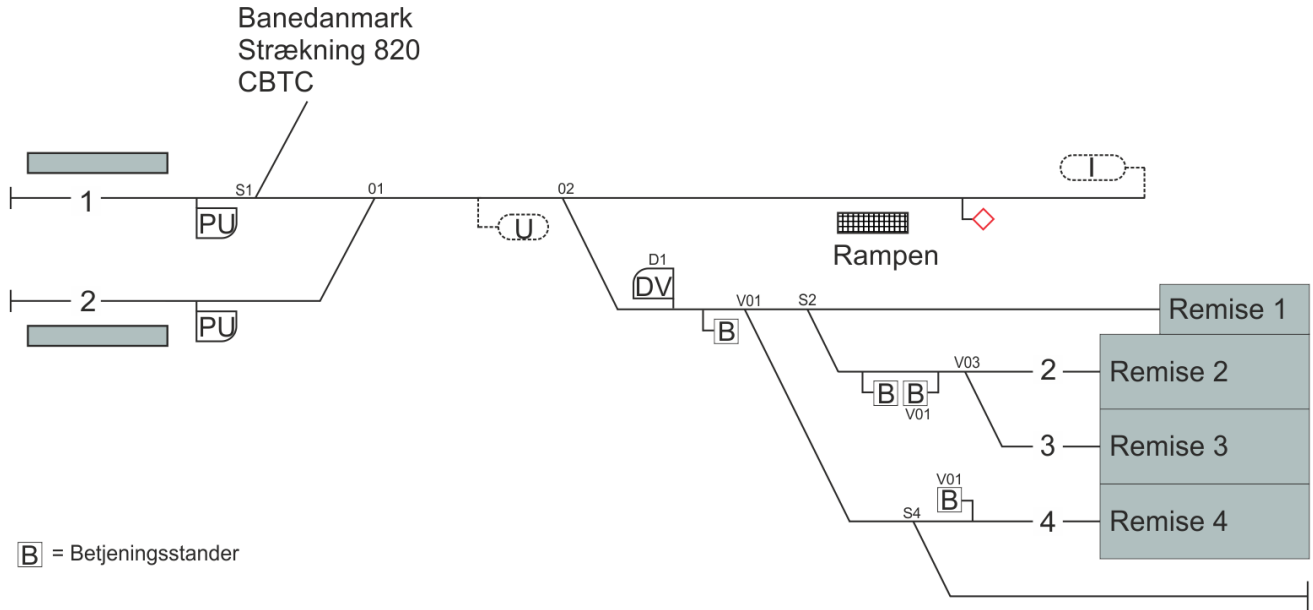 Banedanmark
Strækning 820
CBTC
1
S1
01
02
I
PU
U
Rampen
2
PU
D1
DV
B
V01
S2
Remise 1
B
B
V01
V03
2
Remise 2
3
Remise 3
V01
B
S4
4
Remise 4
B = Betjeningsstander